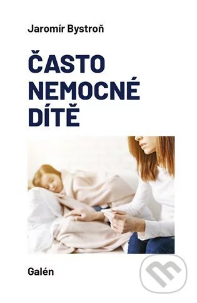 Jaromír Bystroň
ČASTO
NEMOCNÉ
DÍTĚ
Galén
M